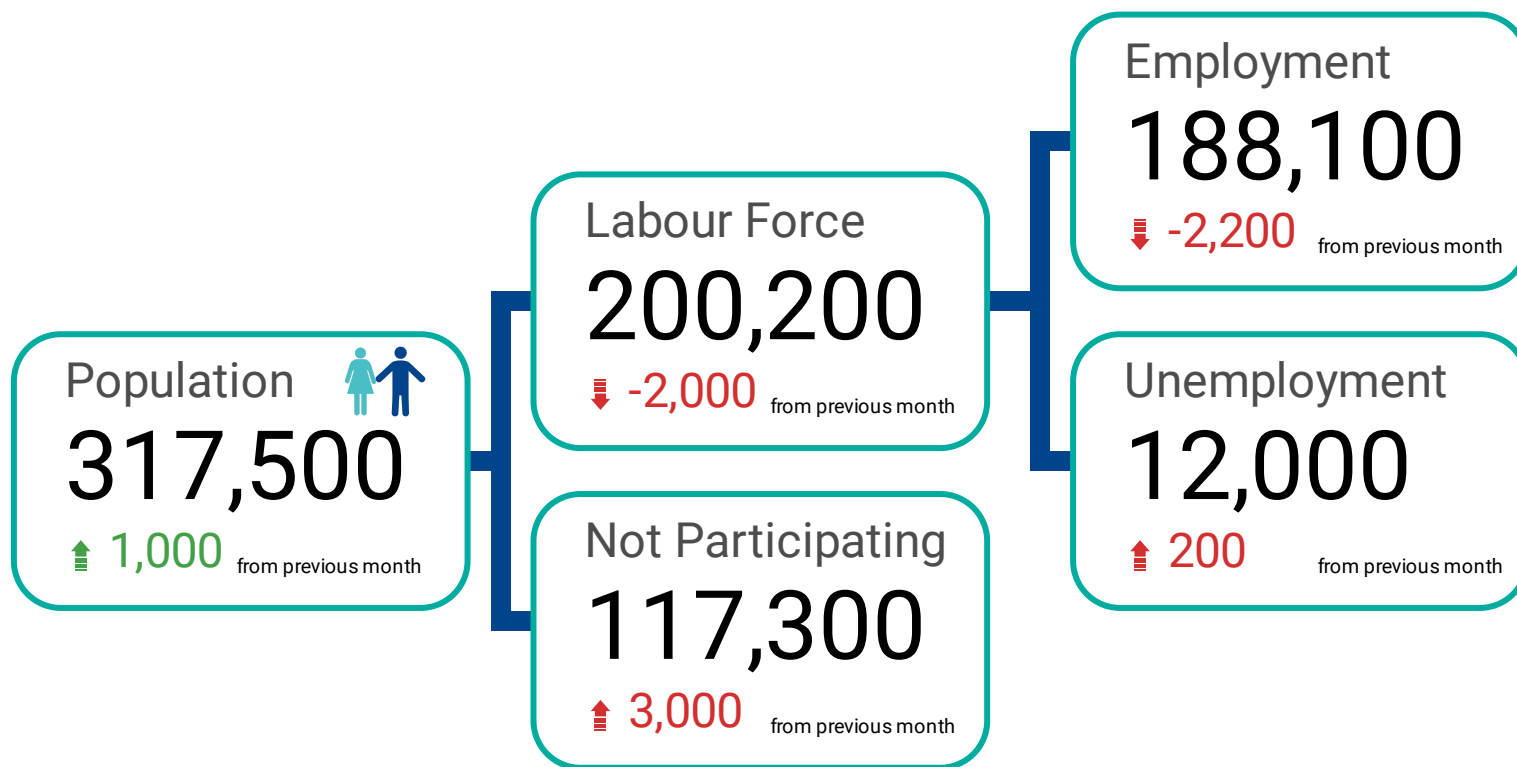 Population
317,500
1,000 from previous month
Labour Force
200,200
-2,000 from previous month
Not Participating
117,300
3,000 from previous month
Employment
188,100
-2,200 from previous month
Unemployment
12,000
200 from previous month